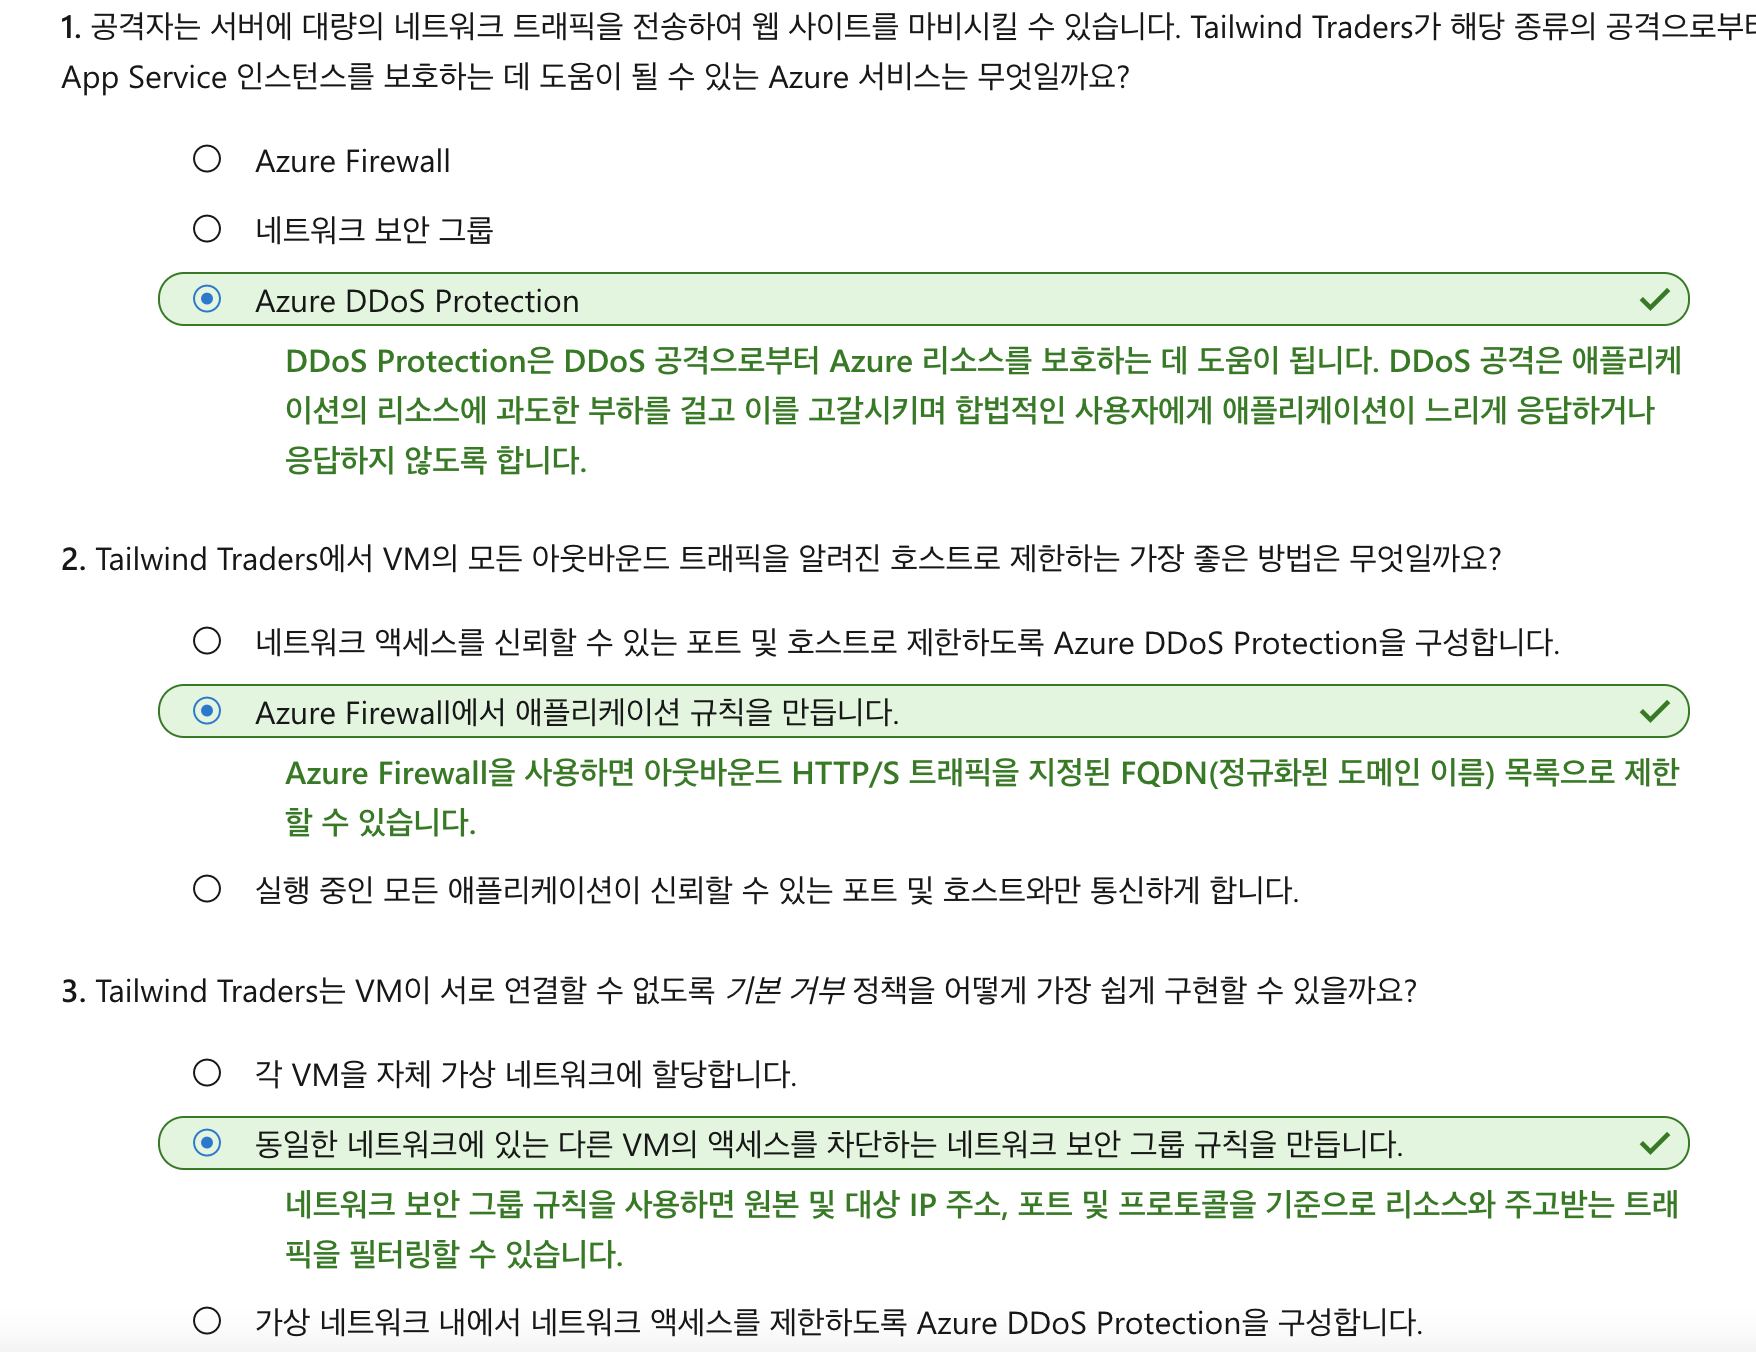 1. 공격자는 서버에 대량의 네트워크 트래픽을 전송하여 웹 사이트를 마비시킬 수 있습니다. Tailwind Traders가 해당 종류의 공격으로부터
App Service 인스턴스를 보호하는 데 도움이 될 수 있는 Azure 서비스는 무엇일까요?
Azure Firewall
네트워크 보안 그룹
Azure DDoS Protection
DDoS Protection은 DDoS 공격으로부터 Azure 리소스를 보호하는 데 도움이 됩니다. DDoS 공격은 애플리케
이션의 리소스에 과도한 부하를 걸고 이를 고갈시키며 합법적인 사용자에게 애플리케이션이 느리게 응답하거나
응답하지 않도록 합니다.
2. Tailwind Traders에서 VM의 모든 아웃바운드 트래픽을 알려진 호스트로 제한하는 가장 좋은 방법은 무엇일까요?
네트워크 액세스를 신뢰할 수 있는 포트 및 호스트로 제한하도록 Azure DDoS Protection을 구성합니다.
Azure Firewall에서 애플리케이션 규칙을 만듭니다.
Azure Firewall을 사용하면 아웃바운드 HTTP/S 트래픽을 지정된 FQDN(정규화된 도메인 이름) 목록으로 제한
할 수 있습니다.
실행 중인 모든 애플리케이션이 신뢰할 수 있는 포트 및 호스트와만 통신하게 합니다.
3. Tailwind Traders는 VM이 서로 연결할 수 없도록 기본 거부 정책을 어떻게 가장 쉽게 구현할 수 있을까요?
각 VM을 자체 가상 네트워크에 할당합니다.
동일한 네트워크에 있는 다른 VM의 액세스를 차단하는 네트워크 보안 그룹 규칙을 만듭니다.
네트워크 보안 그룹 규칙을 사용하면 원본 및 대상 IP 주소, 포트 및 프로토콜을 기준으로 리소스와 주고받는 트래
픽을 필터링할 수 있습니다.
가상 네트워크 내에서 네트워크 액세스를 제한하도록 Azure DDoS Protection을 구성합니다.